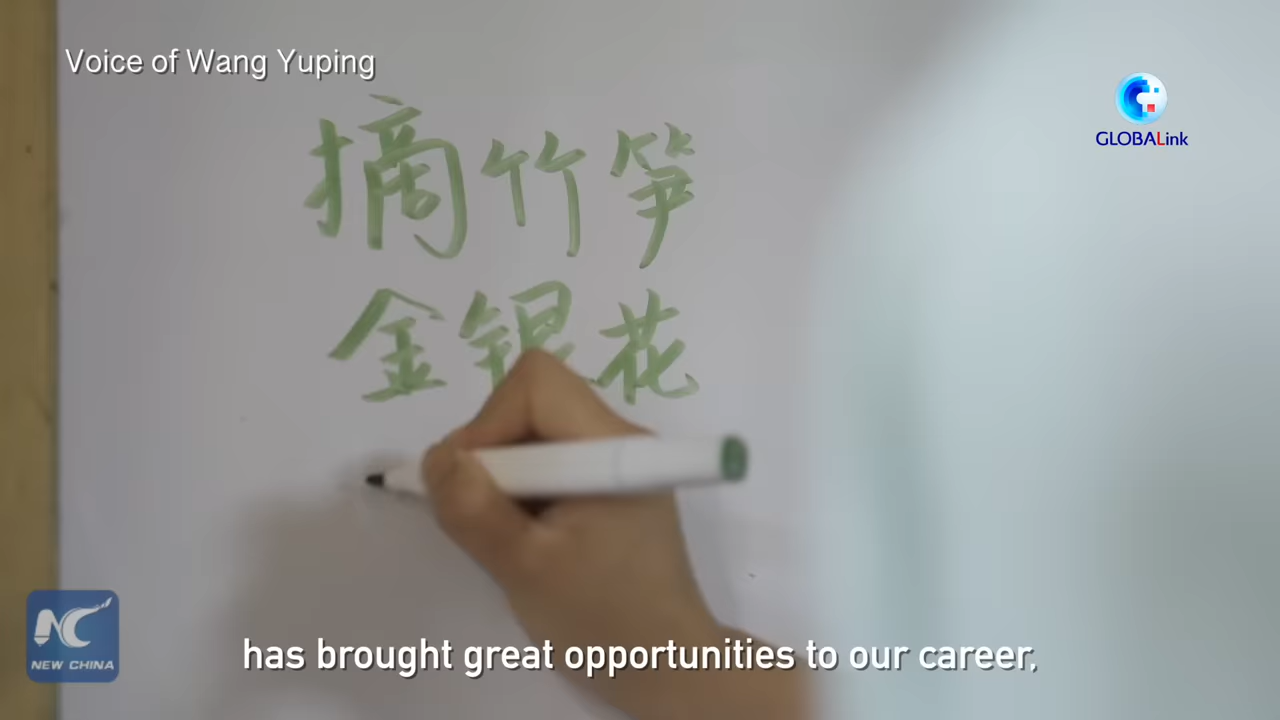 Voice of Wang Yuping
GLOBALink
摘竹笋
金银花
NC
NEW CHINA
has brought great opportunities to our career,